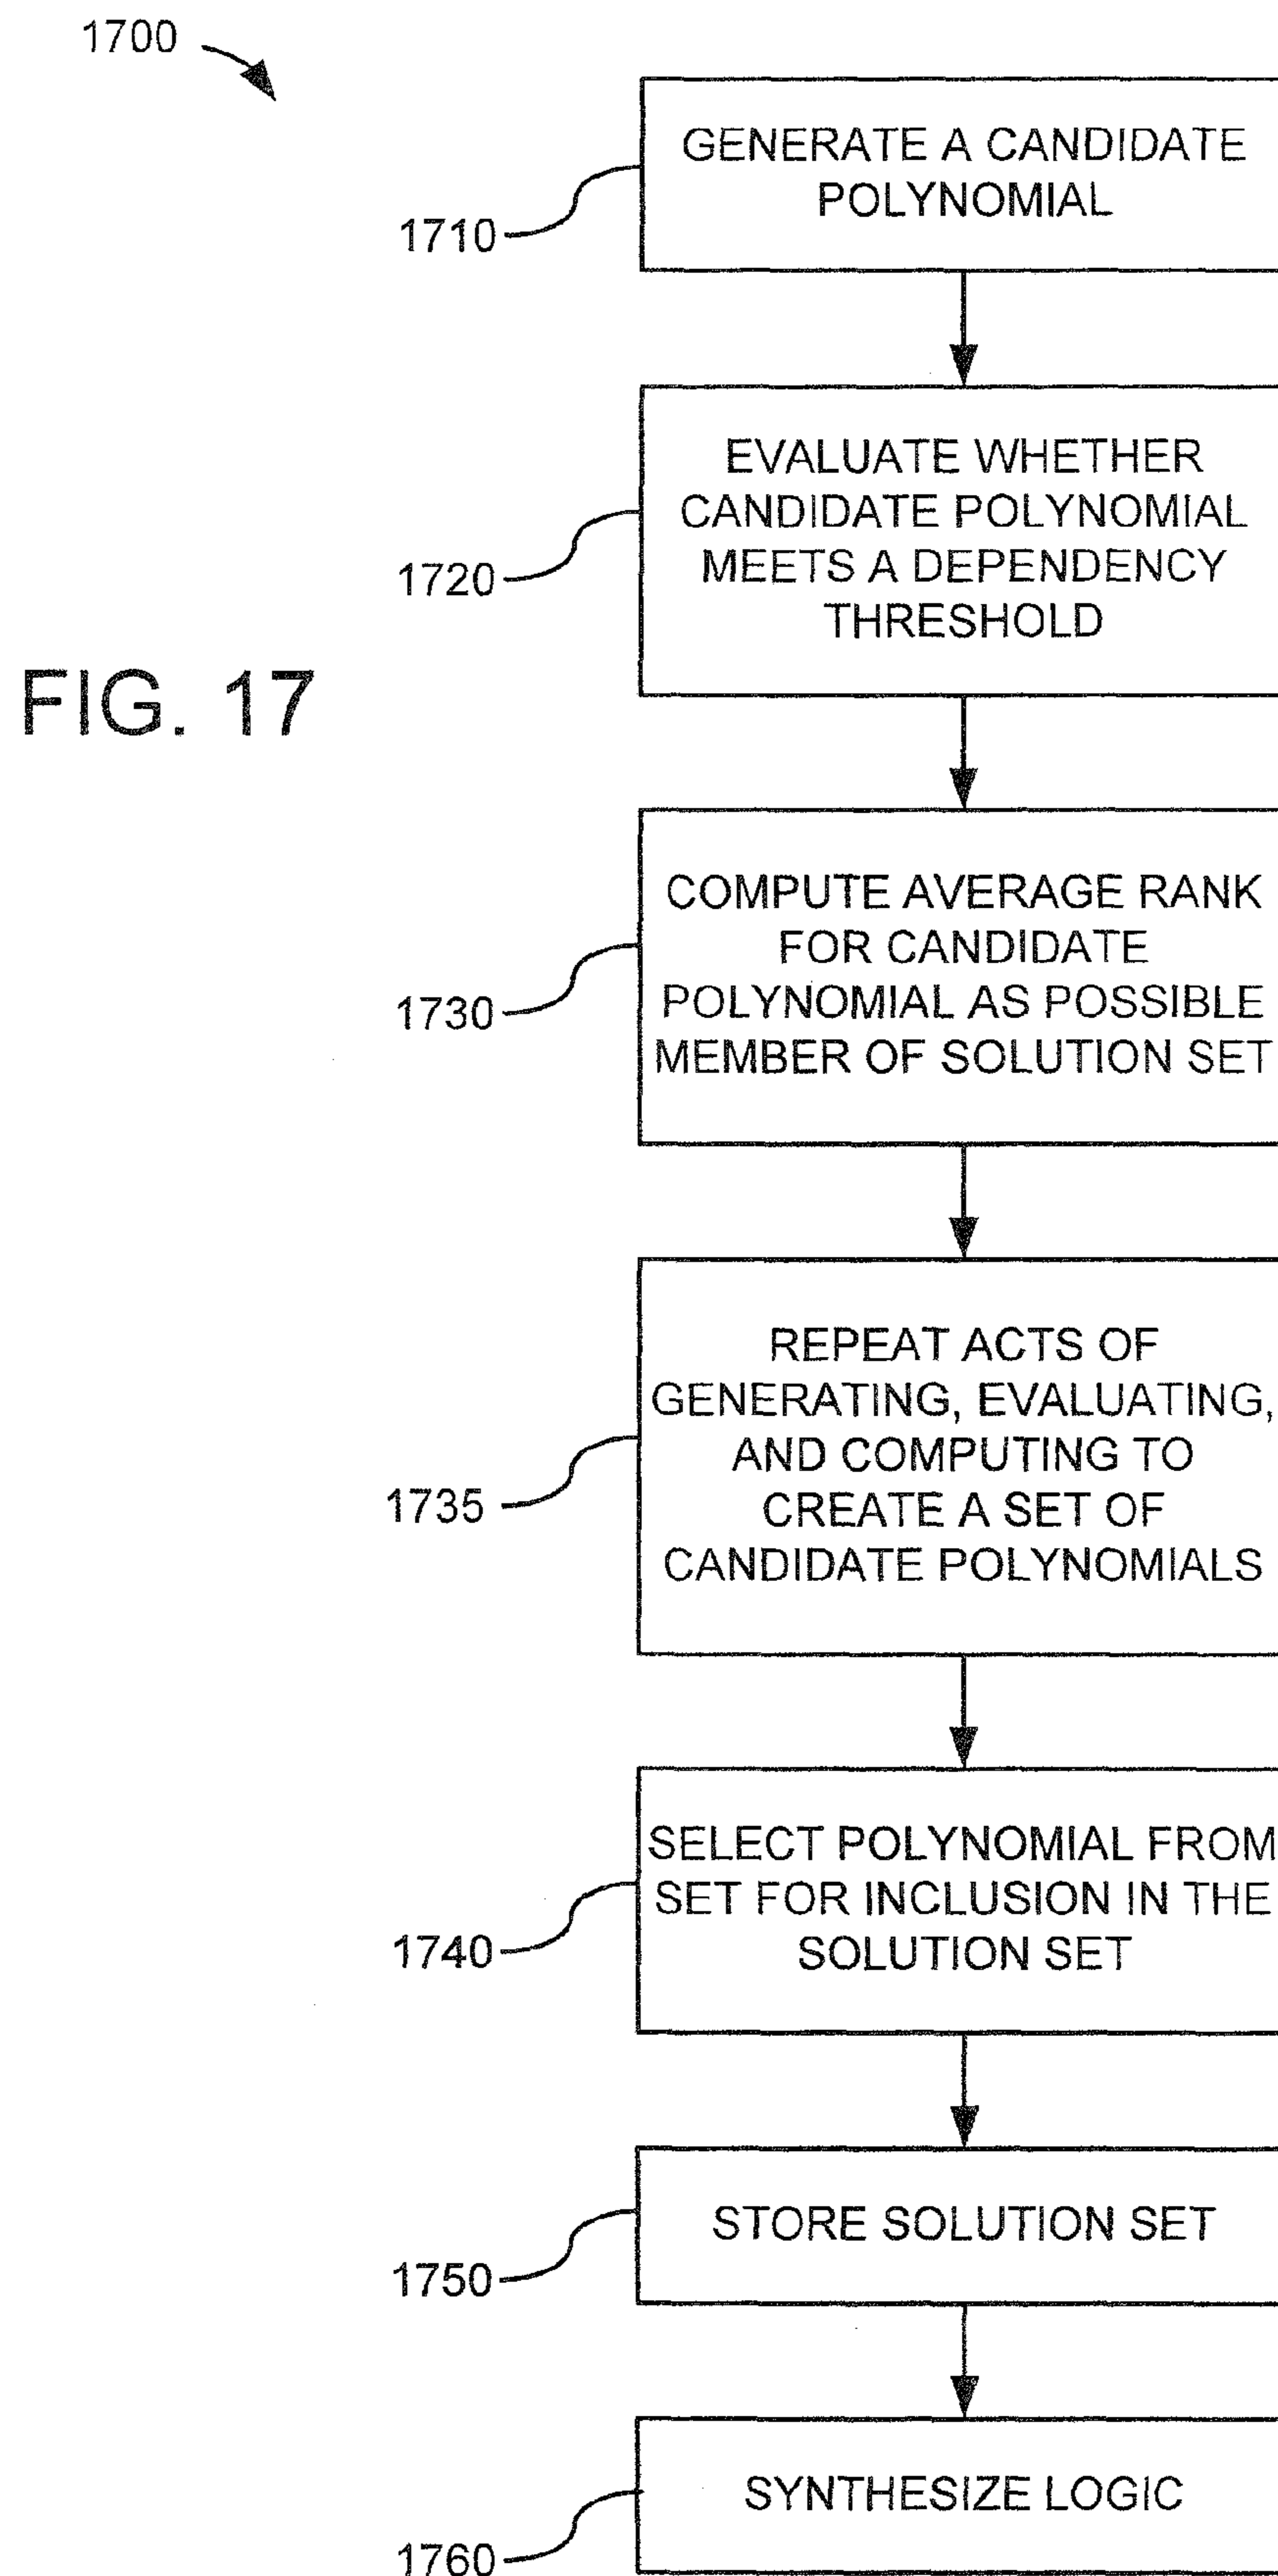 1700
GENERATE A CANDIDATE
POLYNOMIAL
1710
EVALUATE WHETHER
CANDIDATE POLYNOMIAL
MEETS A DEPENDENCY
THRESHOLD
1720
FIG. 17
COMPUTE AVERAGE RANK
FOR CANDIDATE
POLYNOMIAL AS POSSIBLE
MEMBER OF SOLUTION SET
1730
REPEAT ACTS OF
GENERATING, EVALUATING,
AND COMPUTING TO
CREATE A SET OF
CANDIDATE POLYNOMIALS
1735
SELECT POLYNOMIAL FROM
SET FOR INCLUSION IN THE
SOLUTION SET
1740
STORE SOLUTION SET
1750
SYNTHESIZE LOGIC
1760